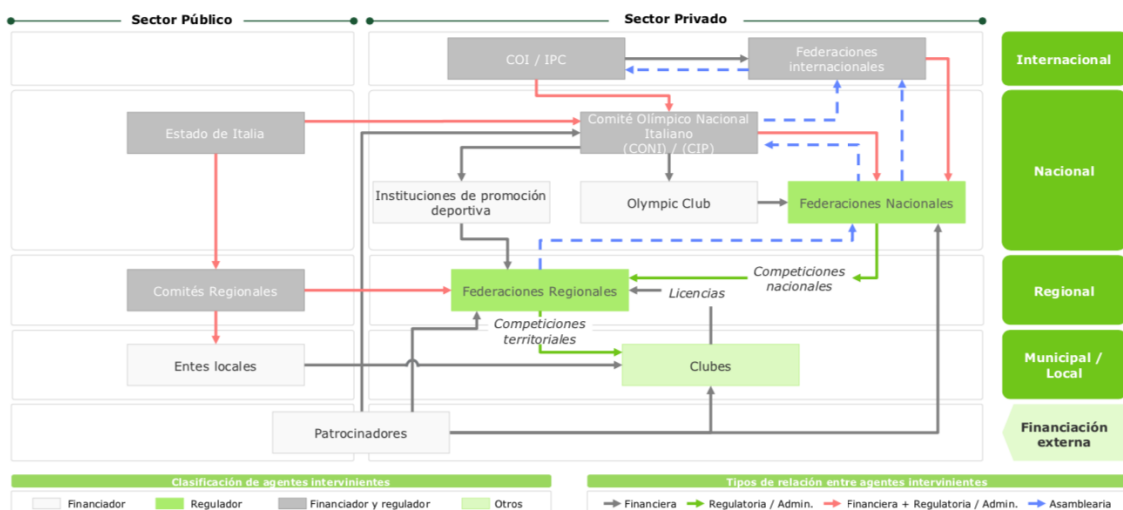 Sector Público
Sector Privado
COI / IPC
Federaciones
internacionales
Internacional
Estado de Italia
Comité Olímpico Nacional
Italiano
(CONI) / (CIP)
Nacional
Instituciones de promoción
deportiva
Olympic Club
Federaciones Nacionales
Comités Regionales
Federaciones Regionales
Licencias
Competiciones
nacionales
Regional
Competiciones
territoriales
Entes locales
Clubes
Municipal /
Local
Patrocinadores
Financiación
externa
Clasificación de agentes intervinientes
Tipos de relación entre agentes intervinientes
Financiador
Regulador
Financiador y regulador
Otros
Financiera
Regulatoria / Admin.
Financiera + Regulatoria / Admin.
Asamblearia